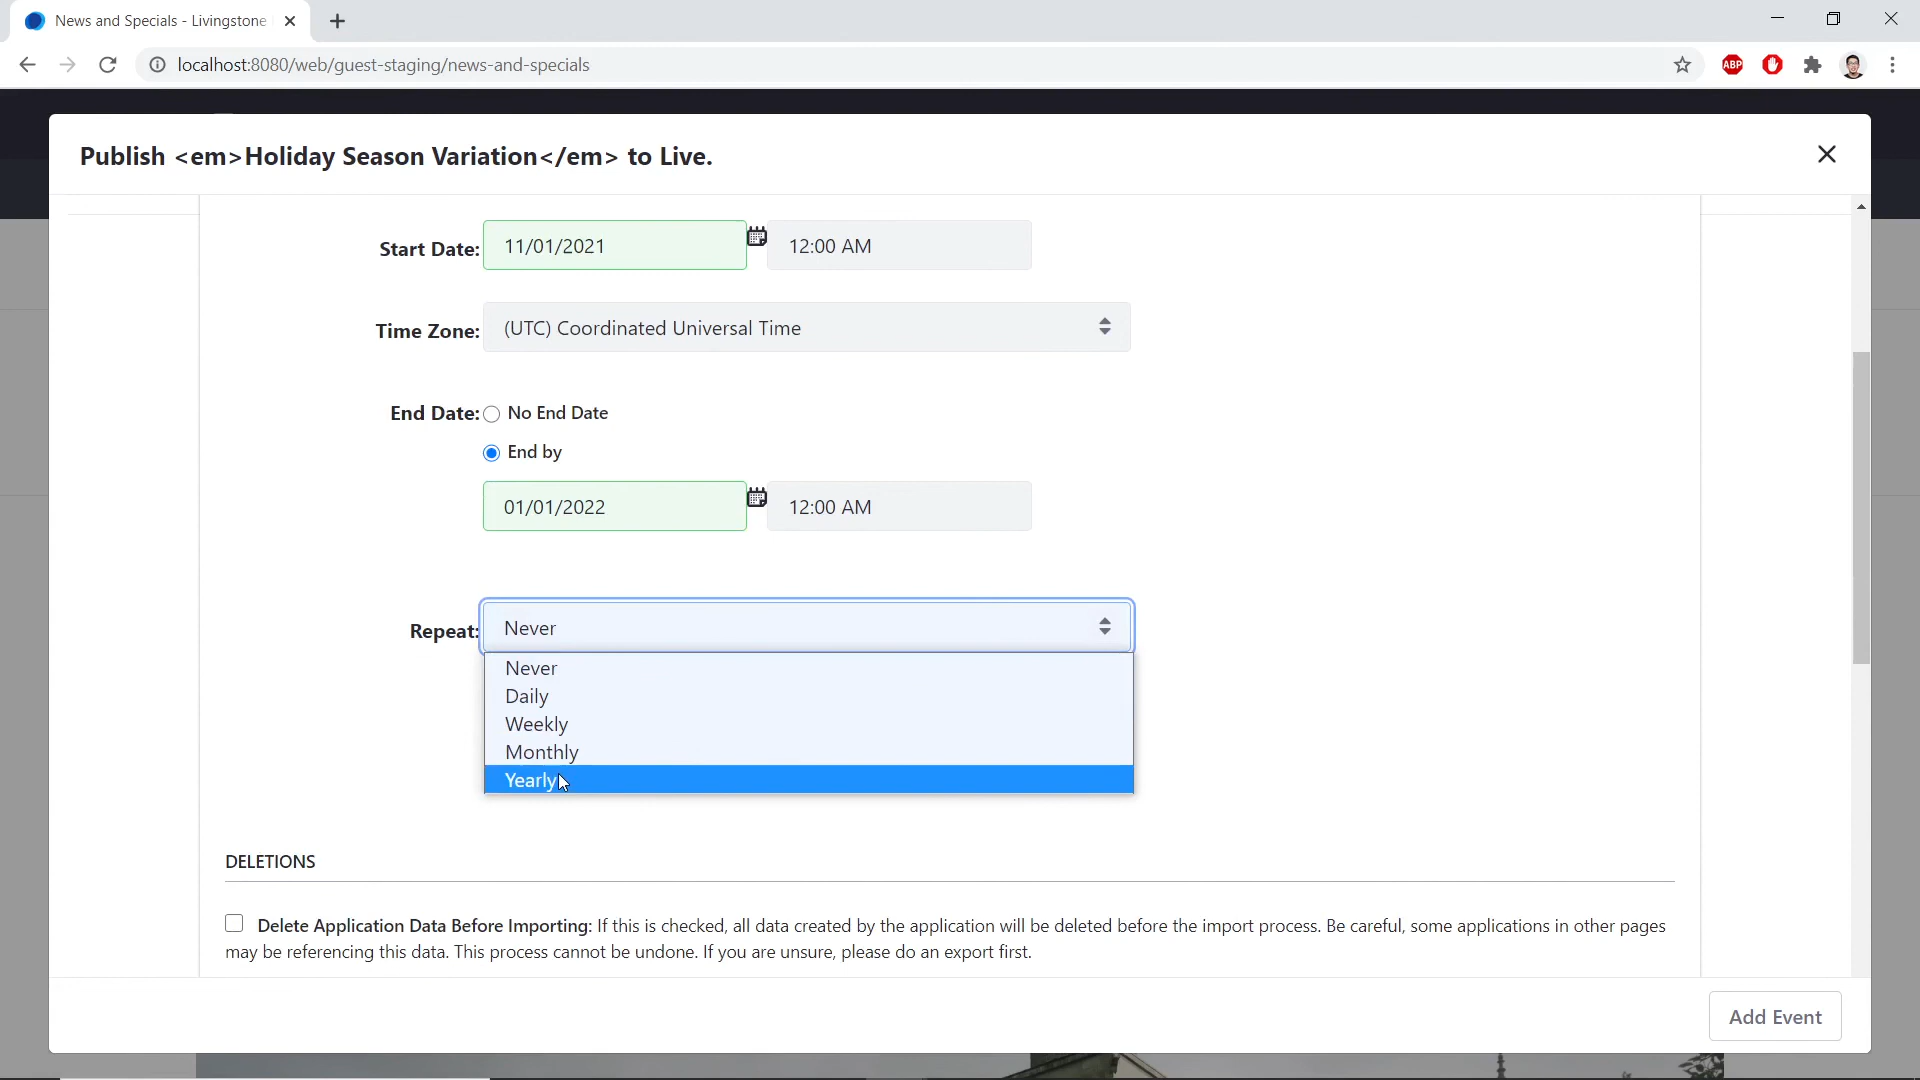 News and Specials - Livingstone
localhost:8080/web/guest-staging/news-and-specials
ABP
Publish <em>Holiday Season Variation</em> to Live.
Start Date: 11/01/2021 12:00 AM
Time Zone: (UTC) Coordinated Universal Time
End Date: No End Date
End by
01/01/2022 12:00 AM
Repeat: Never
Never
Daily
Weekly
Monthly
Yearly
DELETIONS
Delete Application Data Before Importing: If this is checked, all data created by the application will be deleted before the import process. Be careful, some applications in other pages
may be referencing this data. This process cannot be undone. If you are unsure, please do an export first.
Add Event